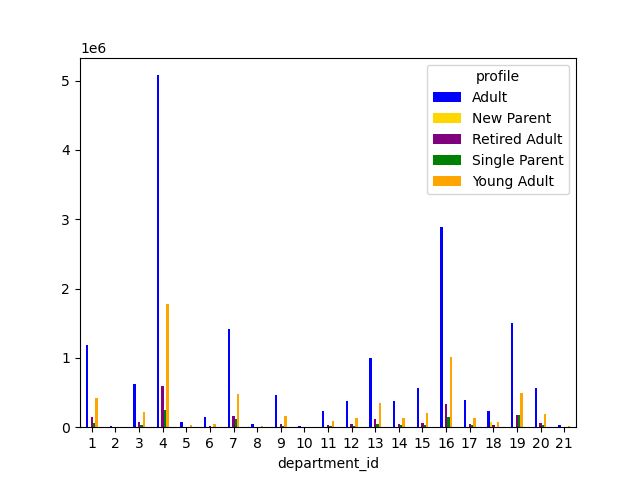 1e6
5
4
3
2
1
0
profile
Adult
New Parent
Retired Adult
Single Parent
Young Adult
1 2 3 4 5 6 7 8 9 10 11 12 13 14 15 16 17 18 19 20 21
department_id